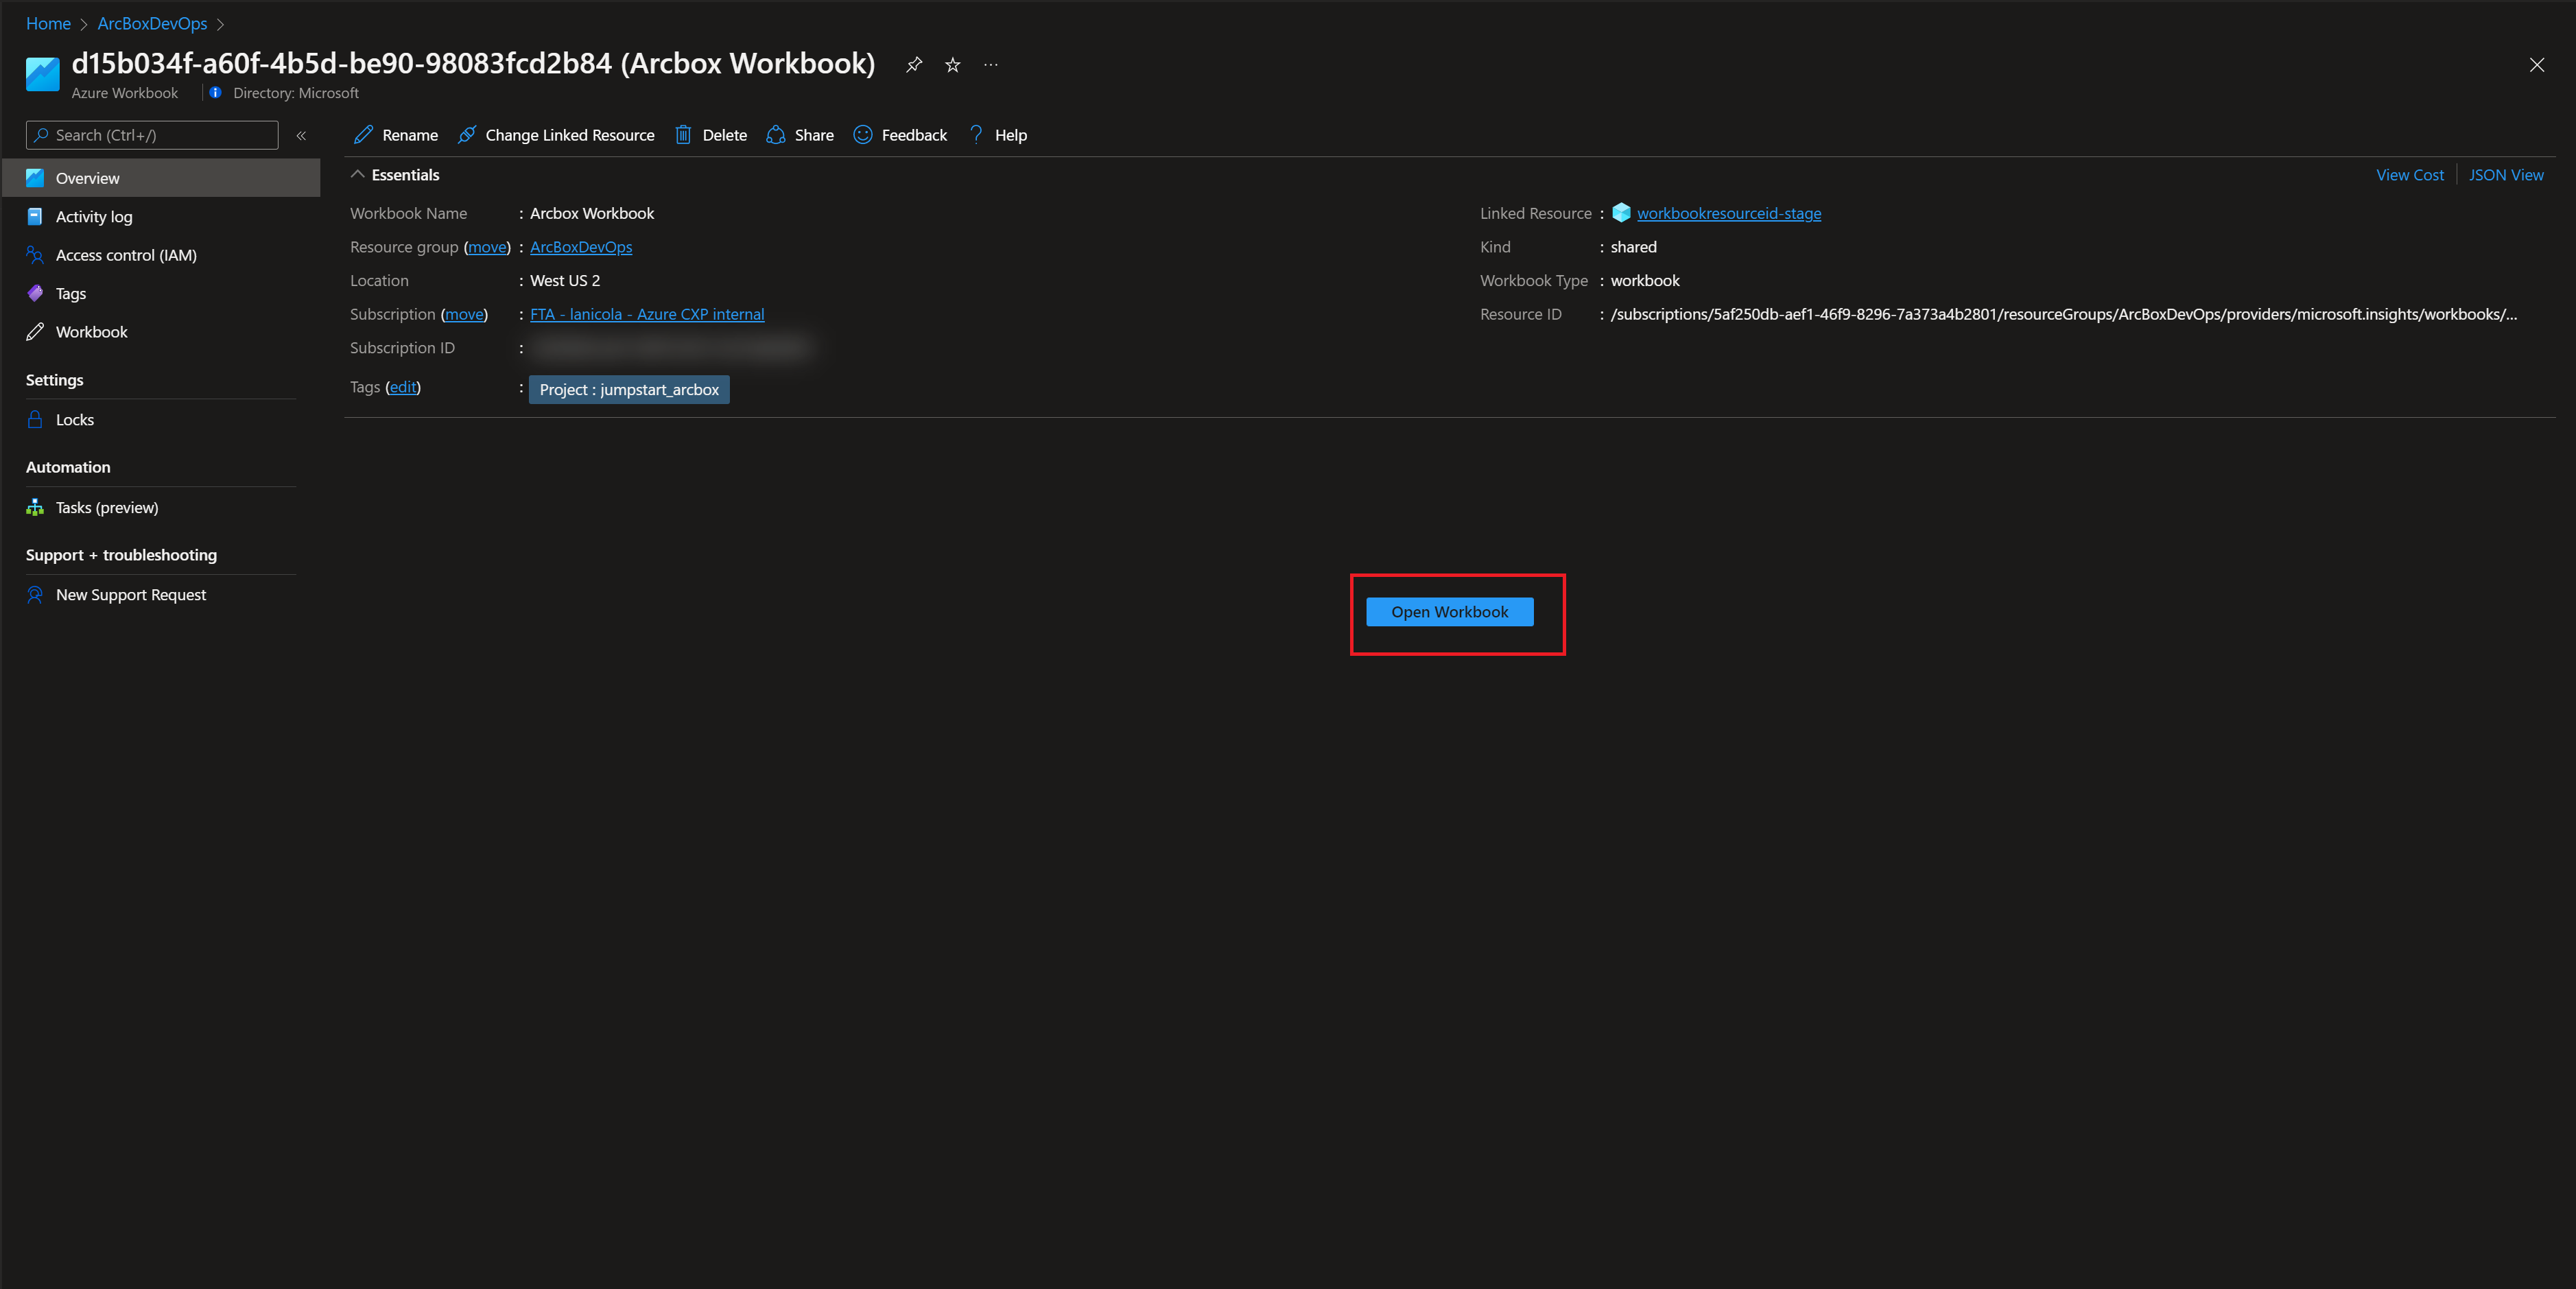 Home > ArcBoxDevOps >
d15b034f-a60f-4b5d-be90-98083fcd2b84 (Arcbox Workbook) ...
Azure Workbook | Directory: Microsoft
Search (Ctrl+/) «
Overview
Activity log
Access control (IAM)
Tags
Workbook
Settings
Locks
Automation
Tasks (preview)
Support + troubleshooting
New Support Request
Rename Change Linked Resource Delete Share Feedback ? Help
Essentials
View Cost | JSON View
Workbook Name : Arcbox Workbook
Resource group (move) : ArcBoxDevOps
Location : West US 2
Subscription (move) : FTA - lanicola - Azure CXP internal
Subscription ID :
Tags (edit) : Project : jumpstart_arcbox
Linked Resource : workbookresourceid-stage
Kind : shared
Workbook Type : workbook
Resource ID : /subscriptions/5af250db-aef1-46f9-8296-7a373a4b2801/resourceGroups/ArcBoxDevOps/providers/microsoft.insights/workbooks/...
Open Workbook